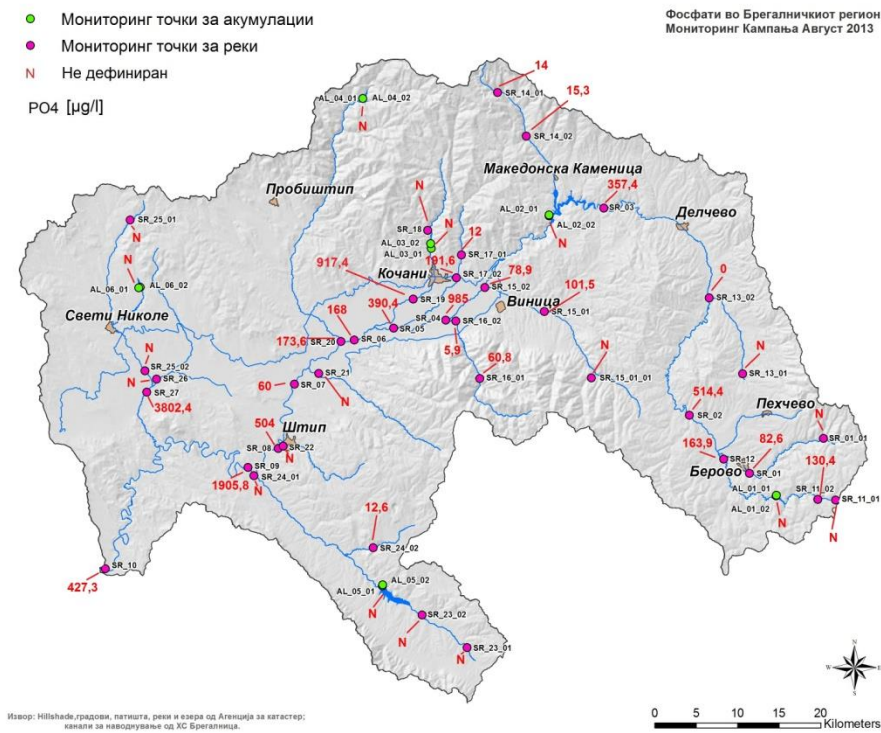 Мониторинг точки за акумулации
Мониторинг точки за реки
N Не дефиниран
PO4 [µg/l]
Фосфати во Брегалничкиот регион
Мониторинг Кампања Август 2013
14
SR_14_01
AL_04_01
AL_04_02
N
15,3
SR_14_02
Македонска Каменица
Пробиштип
N
357,4
SR_03
AL_02_01
AL_02_02
N
Делчево
SR_25_01
N
SR_18
N
AL_03_02
AL_03_01
12
SR_17_01
191,6
N
917,4
Кочани
SR_17_02
78,9
0
AL_06_01
AL_06_02
SR_15_02
SR_13_02
390,4
SR_19
985
Виница
101,5
168
SR_04
SR_15_01
Свети Николе
SR_05
SR_16_02
173,6
SR_20
SR_06
5,9
N
60,8
N
N
SR_25_02
SR_21
SR_16_01
SR_15_01_01
SR_13_01
N
SR_26
60
SR_07
SR_27
N
3802,4
514,4
Пехчево
N
SR_02
504
Штип
163,9
82,6
SR_01_01
SR_08
SR_22
N
SR_12
130,4
SR_09
Берово
SR_01
1905,8
SR_24_01
N
AL_01_01
SR_11_02
SR_11_01
AL_01_02
N
N
12,6
SR_24_02
SR_10
427,3
AL_05_02
AL_05_01
N
SR_23_02
N
SR_23_01
N
N
W
E
S
Извор: Hillshade,градови, патишта, реки и езера од Агенција за катастер;
канали за наводнување од ХС Брегалница.
0 5 10 20
Kilometers